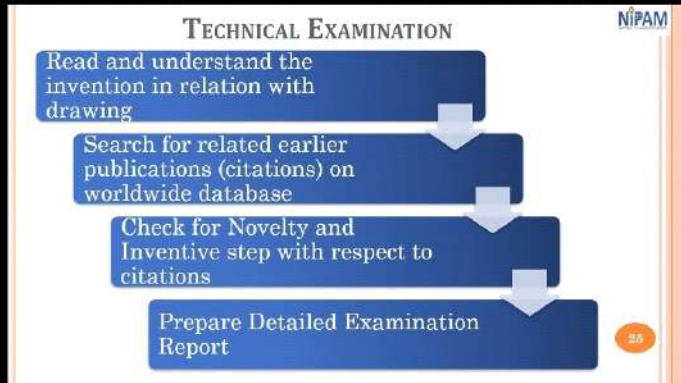 TECHNICAL EXAMINATION
NiPAM
Read and understand the
invention in relation with
drawing
Search for related earlier
publications (citations) on
worldwide database
Check for Novelty and
Inventive step with respect to
citations
Prepare Detailed Examination
Report
25